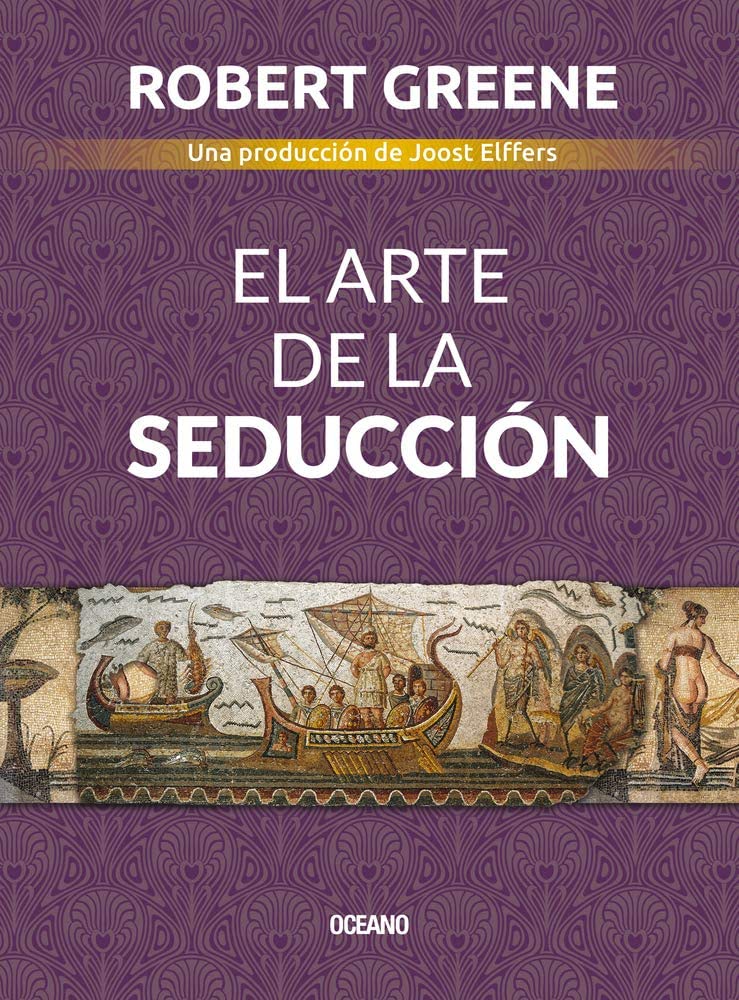 ROBERT GREENE
Una producción de Joost Elffers
EL ARTE
DE LA
SEDUCCIÓN
OCEANO